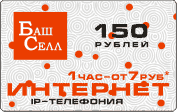 БАШ СЕЛЛ
150 РУБЛЕЙ
1 ЧАС-ОТ 7 РУБ*
ИНТЕРНЕТ
IP-ТЕЛЕФОНИЯ